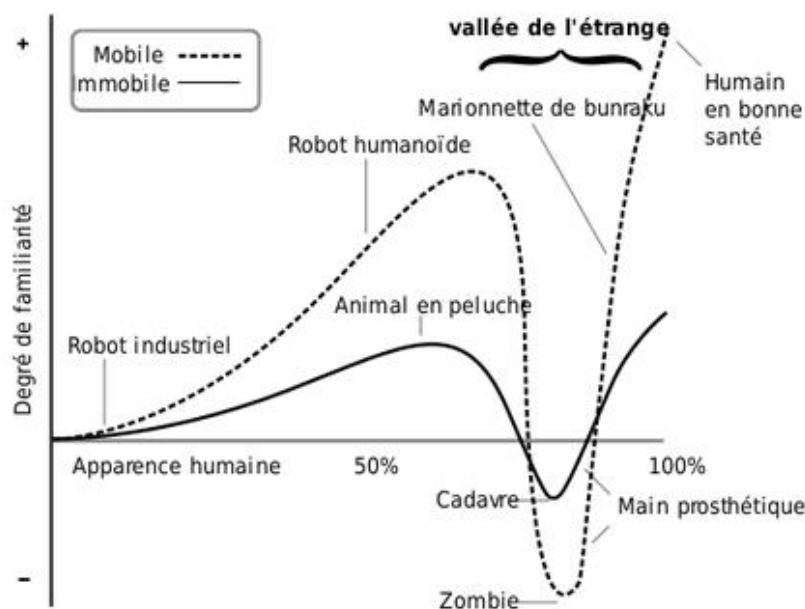 +
Mobile
Immobile
vallée de l'étrange
Humain
en bonne
santé
Marionnette de bunraku
Robot humanoïde
Degré de familiarité
Animal en peluche
Robot industriel
Apparence humaine
50%
100%
Cadavre
Main prosthétique
–
Zombie